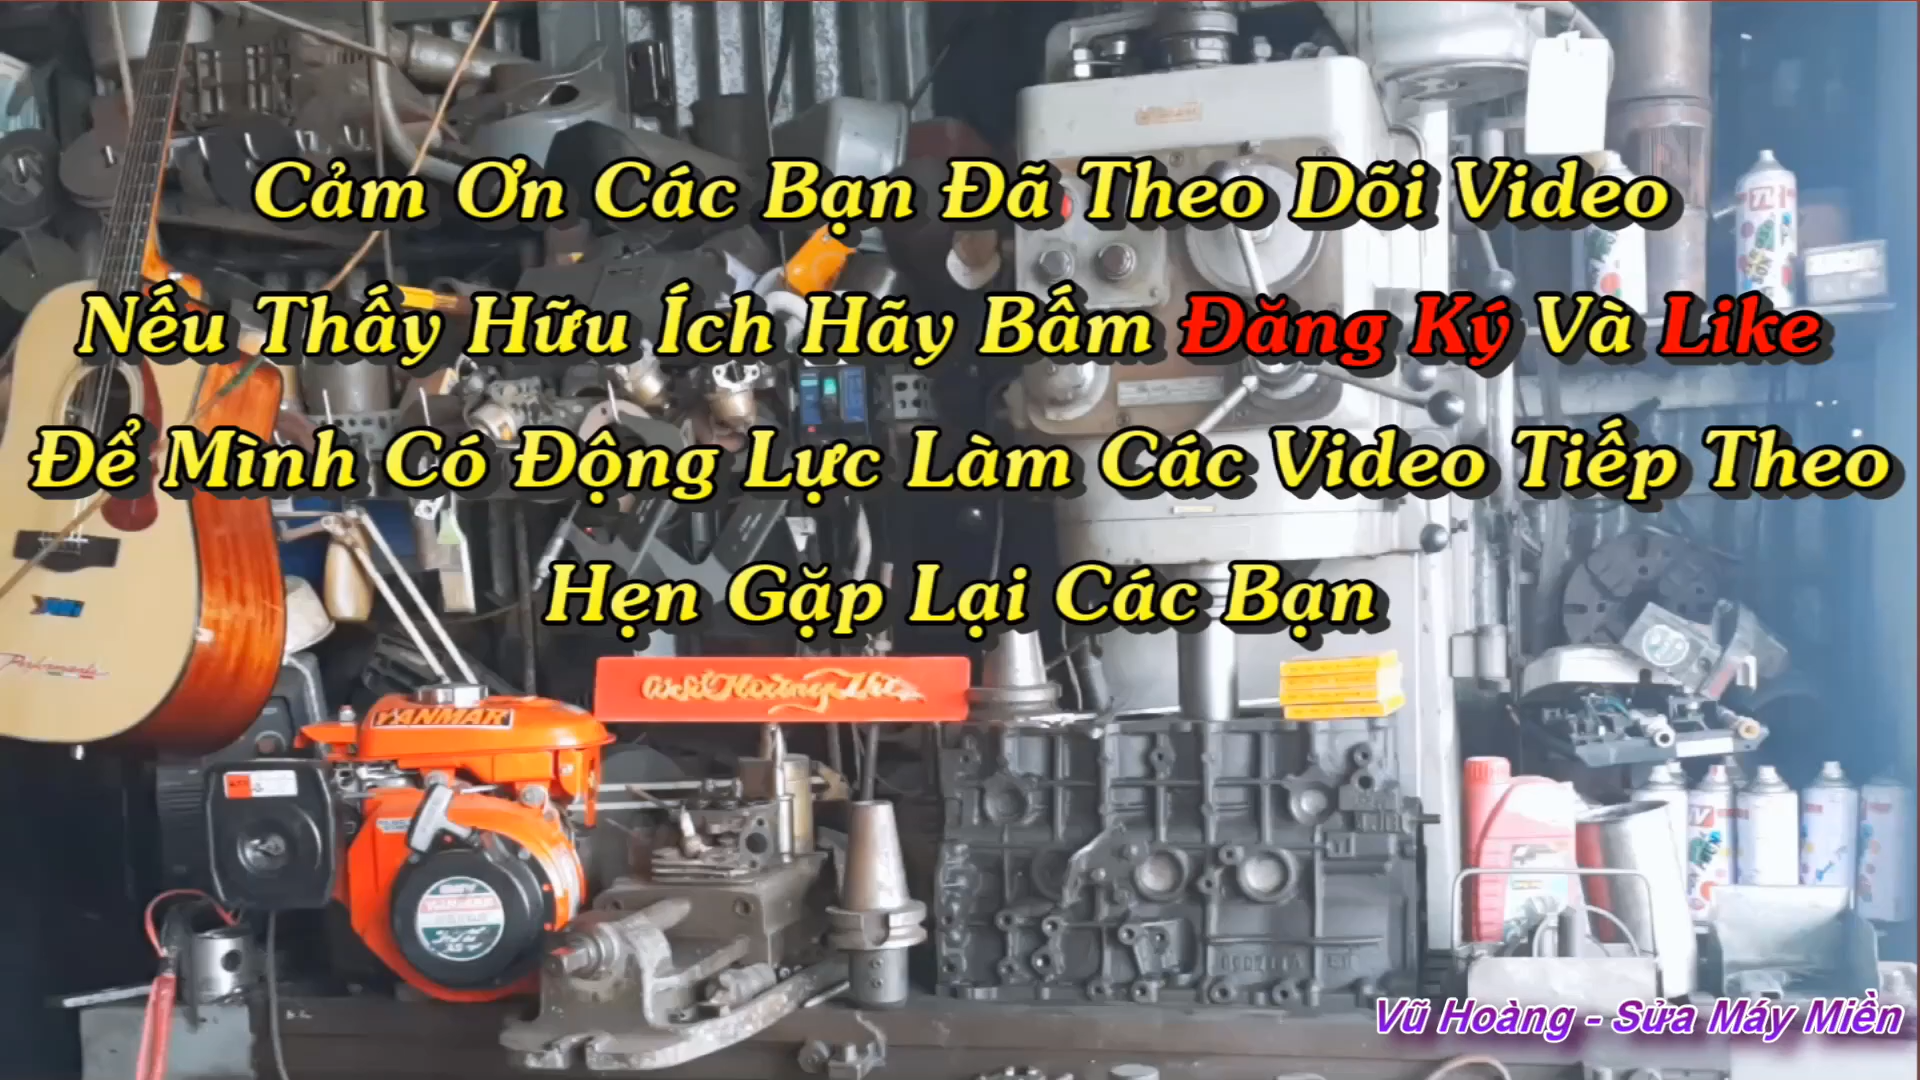 Cảm Ơn Các Bạn Đã Theo Dõi Video
Nếu Thấy Hữu Ích Hãy Bấm Đăng Ký Và Like
Để Mình Có Động Lực Làm Các Video Tiếp Theo
Hẹn Gặp Lại Các Bạn
YANMAR
Vũ Hoàng - Sửa Máy Miền